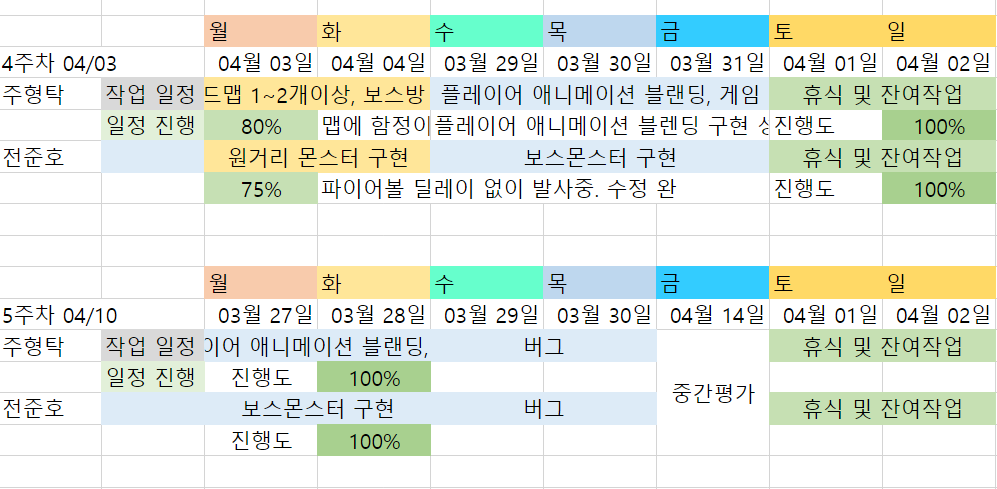 월 화 수 목 금 토 일
4주차 04/03 04월 03일 04월 04일 03월 29일 03월 30일 03월 31일 04월 01일 04월 02일
주형탁 작업 일정 드맵 1~2개이상, 보스방 플레이어 애니메이션 블랜딩, 게임 휴식 및 잔여작업
일정 진행 80% 맵에 함정이 플레이어 애니메이션 블렌딩 구현 진행도 100%
전준호 원거리 몬스터 구현 보스몬스터 구현 휴식 및 잔여작업
75% 파이어볼 딜레이 없이 발사중. 수정 완 진행도 100%
월 화 수 목 금 토 일
5주차 04/10 03월 27일 03월 28일 03월 29일 03월 30일 04월 14일 04월 01일 04월 02일
주형탁 작업 일정 이어 애니메이션 블랜딩, 버그 휴식 및 잔여작업
일정 진행 진행도 100%
중간평가
전준호 보스몬스터 구현 버그 휴식 및 잔여작업
진행도 100%